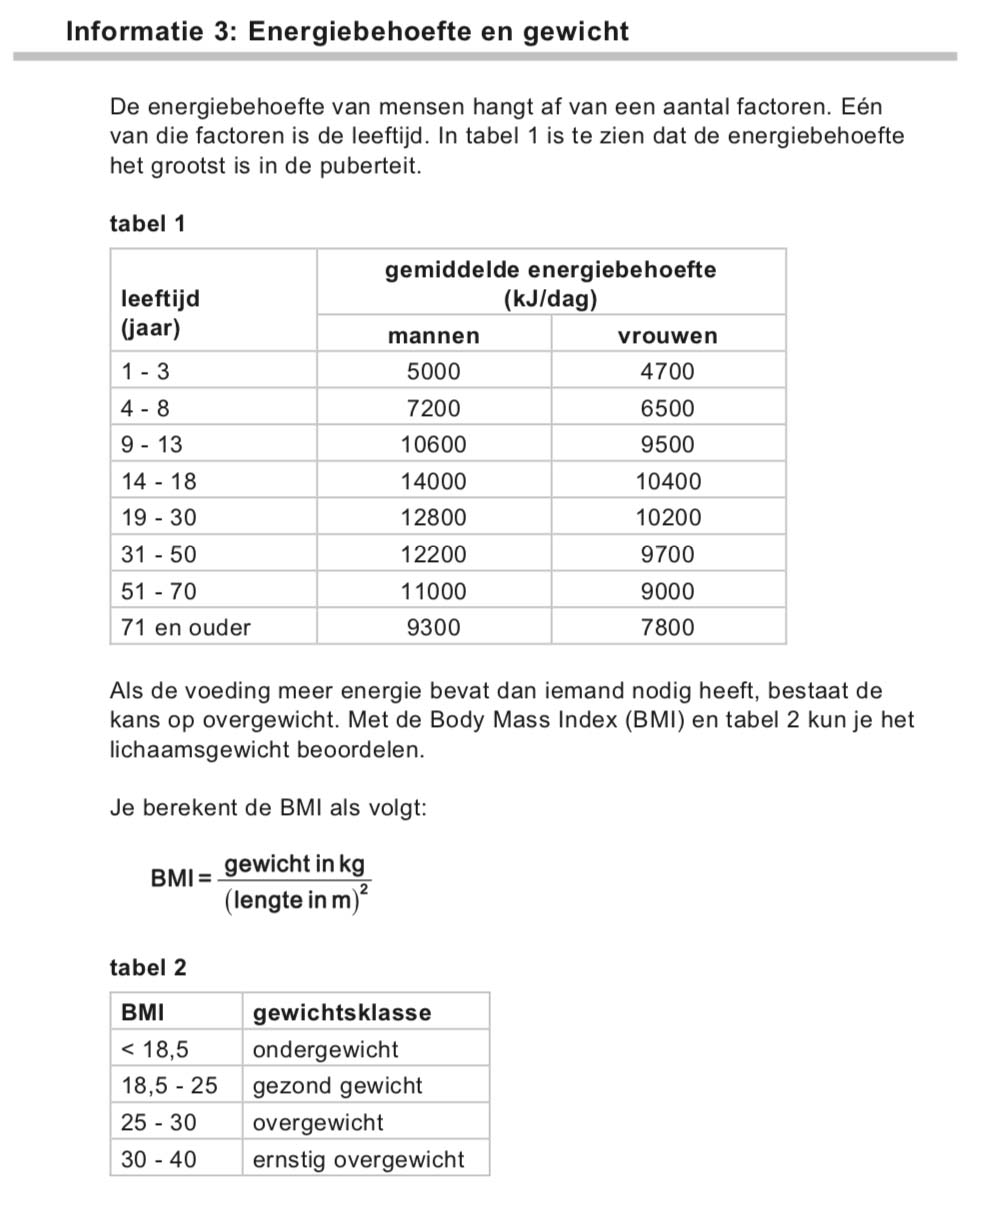 Informatie 3: Energiebehoefte en gewicht
De energiebehoefte van mensen hangt af van een aantal factoren. Eén
van die factoren is de leeftijd. In tabel 1 is te zien dat de energiebehoefte
het grootst is in de puberteit.
tabel 1
leeftijd (jaar) gemiddelde energiebehoefte (kJ/dag)
mannen vrouwen
1 - 3 5000 4700
4 - 8 7200 6500
9 - 13 10600 9500
14 - 18 14000 10400
19 - 30 12800 10200
31 - 50 12200 9700
51 - 70 11000 9000
71 en ouder 9300 7800
Als de voeding meer energie bevat dan iemand nodig heeft, bestaat de
kans op overgewicht. Met de Body Mass Index (BMI) en tabel 2 kun je het
lichaamsgewicht beoordelen.
Je berekent de BMI als volgt:
BMI = gewicht in kg
(lengte in m)²
tabel 2
BMI gewichtsklasse
< 18,5 ondergewicht
18,5 - 25 gezond gewicht
25 - 30 overgewicht
30 - 40 ernstig overgewicht